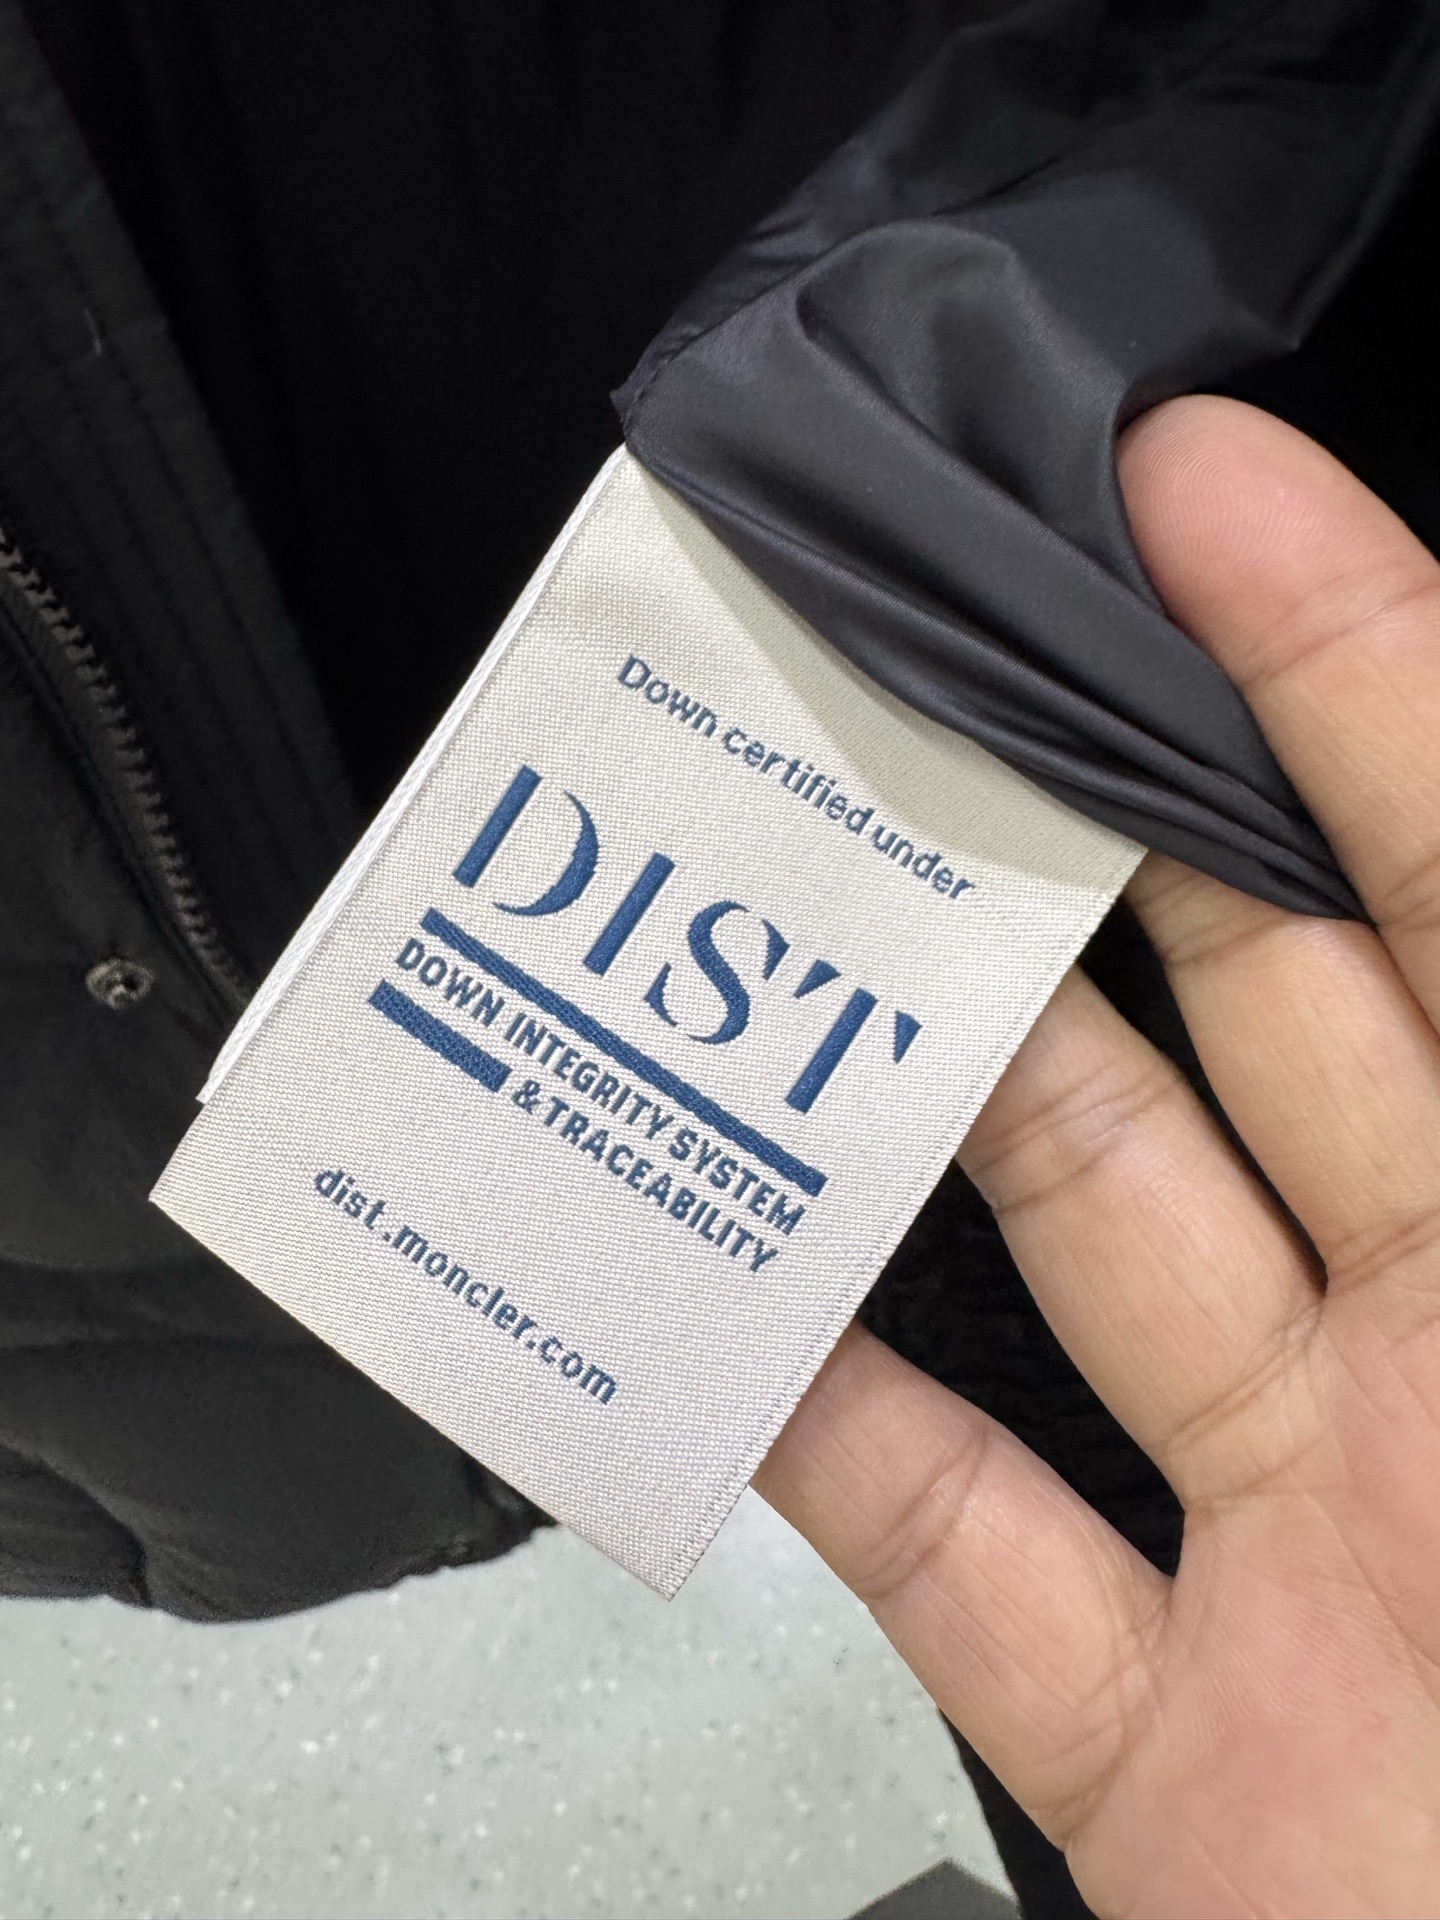 Down certified under
DIST
DOWN INTEGRITY SYSTEM
& TRACEABILITY
dist.moncler.com